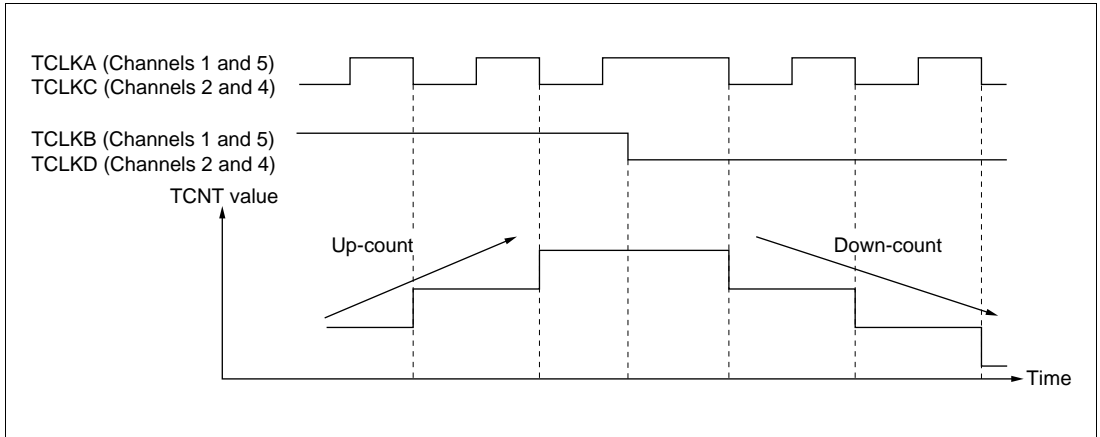 TCLKA (Channels 1 and 5)
TCLKC (Channels 2 and 4)
TCLKB (Channels 1 and 5)
TCLKD (Channels 2 and 4)
TCNT value
Up-count
Down-count
Time